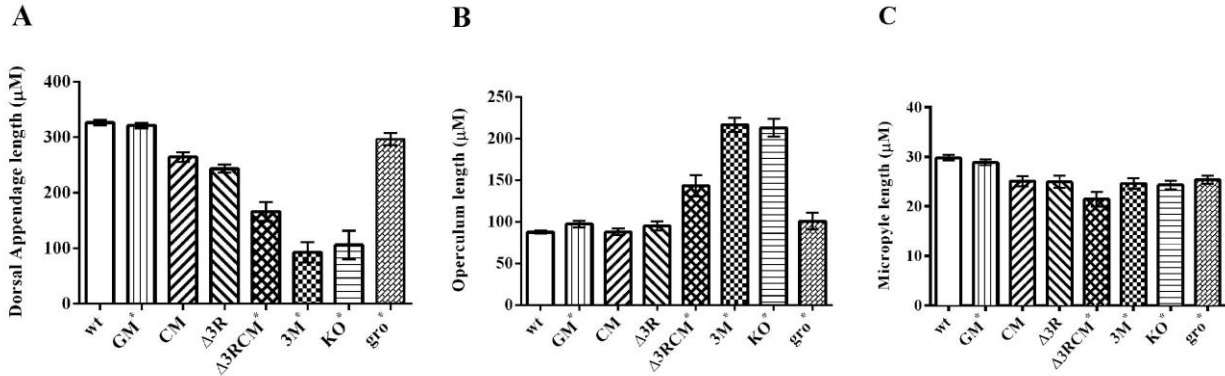 A
Dorsal Appendage length (μM)
400
300
200
100
0
wt
GM*
CM
Δ3R
Δ3RCM*
3M*
KO*
gro*
B
Operculum length (μM)
250
200
150
100
50
0
wt
GM*
CM
Δ3R
Δ3RCM*
3M*
KO*
gro*
C
Micropyle length (μM)
40
30
20
10
0
wt
GM*
CM
Δ3R
Δ3RCM*
3M*
KO*
gro*